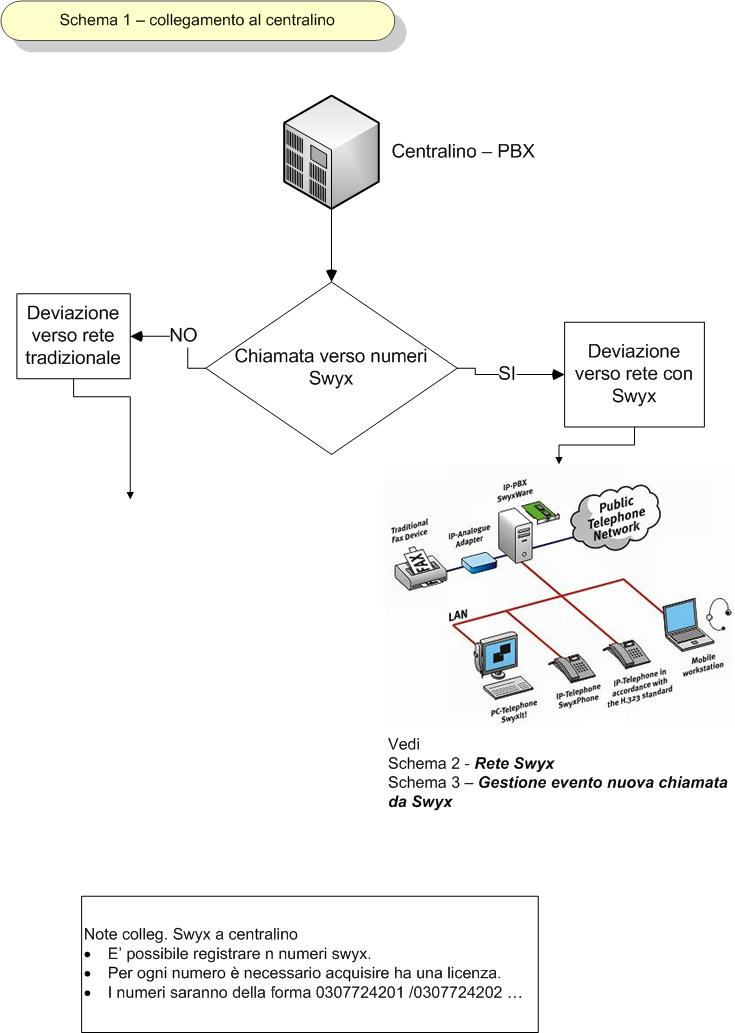 Schema 1 – collegamento al centralino
Centralino – PBX
Deviazione
verso rete
tradizionale
NO
Chiamata verso numeri
Swyx
SI
Deviazione
verso rete con
Swyx
IP-PBX
SwyxWare
Public
Telephone
Network
Traditional
Fax Device
IP-Analogue
Adapter
FAX
LAN
PC-Telephone
SwyxIt!
IP-Telephone
SwyxPhone
IP-Telephone in
accordance with
the H.323 standard
Mobile
workstation
Vedi
Schema 2 - Rete Swyx
Schema 3 – Gestione evento nuova chiamata
da Swyx
Note colleg. Swyx a centralino
• E' possibile registrare n numeri swyx.
• Per ogni numero è necessario acquisire ha una licenza.
• I numeri saranno della forma 0307724201 /0307724202 …